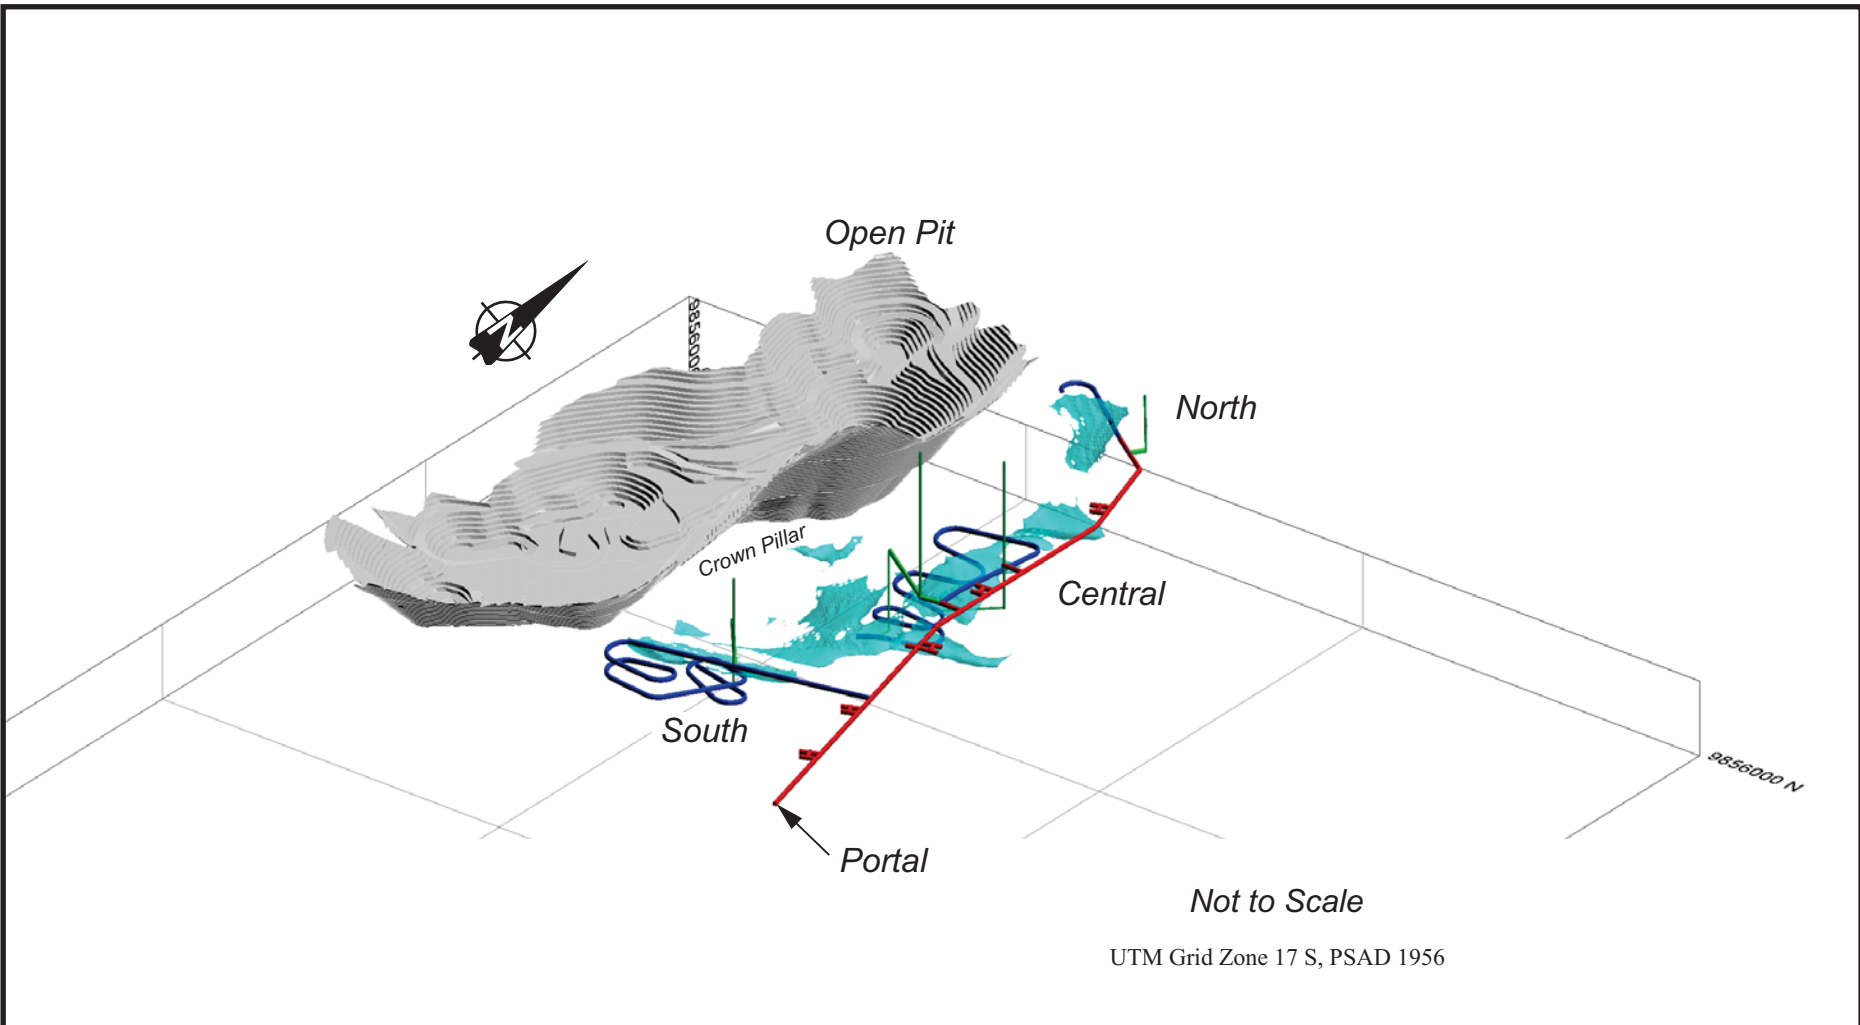 Open Pit
N
North
Crown Pillar
Central
South
9856000 N
Portal
Not to Scale
UTM Grid Zone 17 S, PSAD 1956